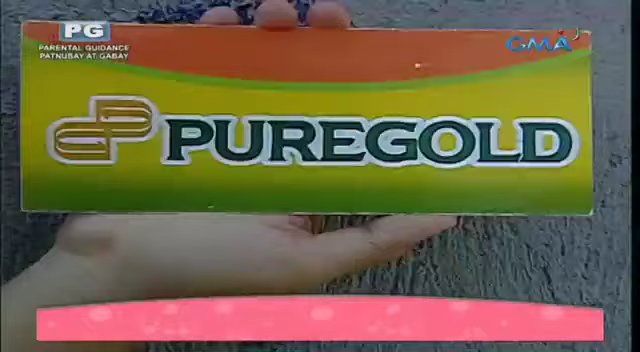 PG
PARENTAL GUIDANCE
PATNUBAY AT GABAY
GMA
PUREGOLD